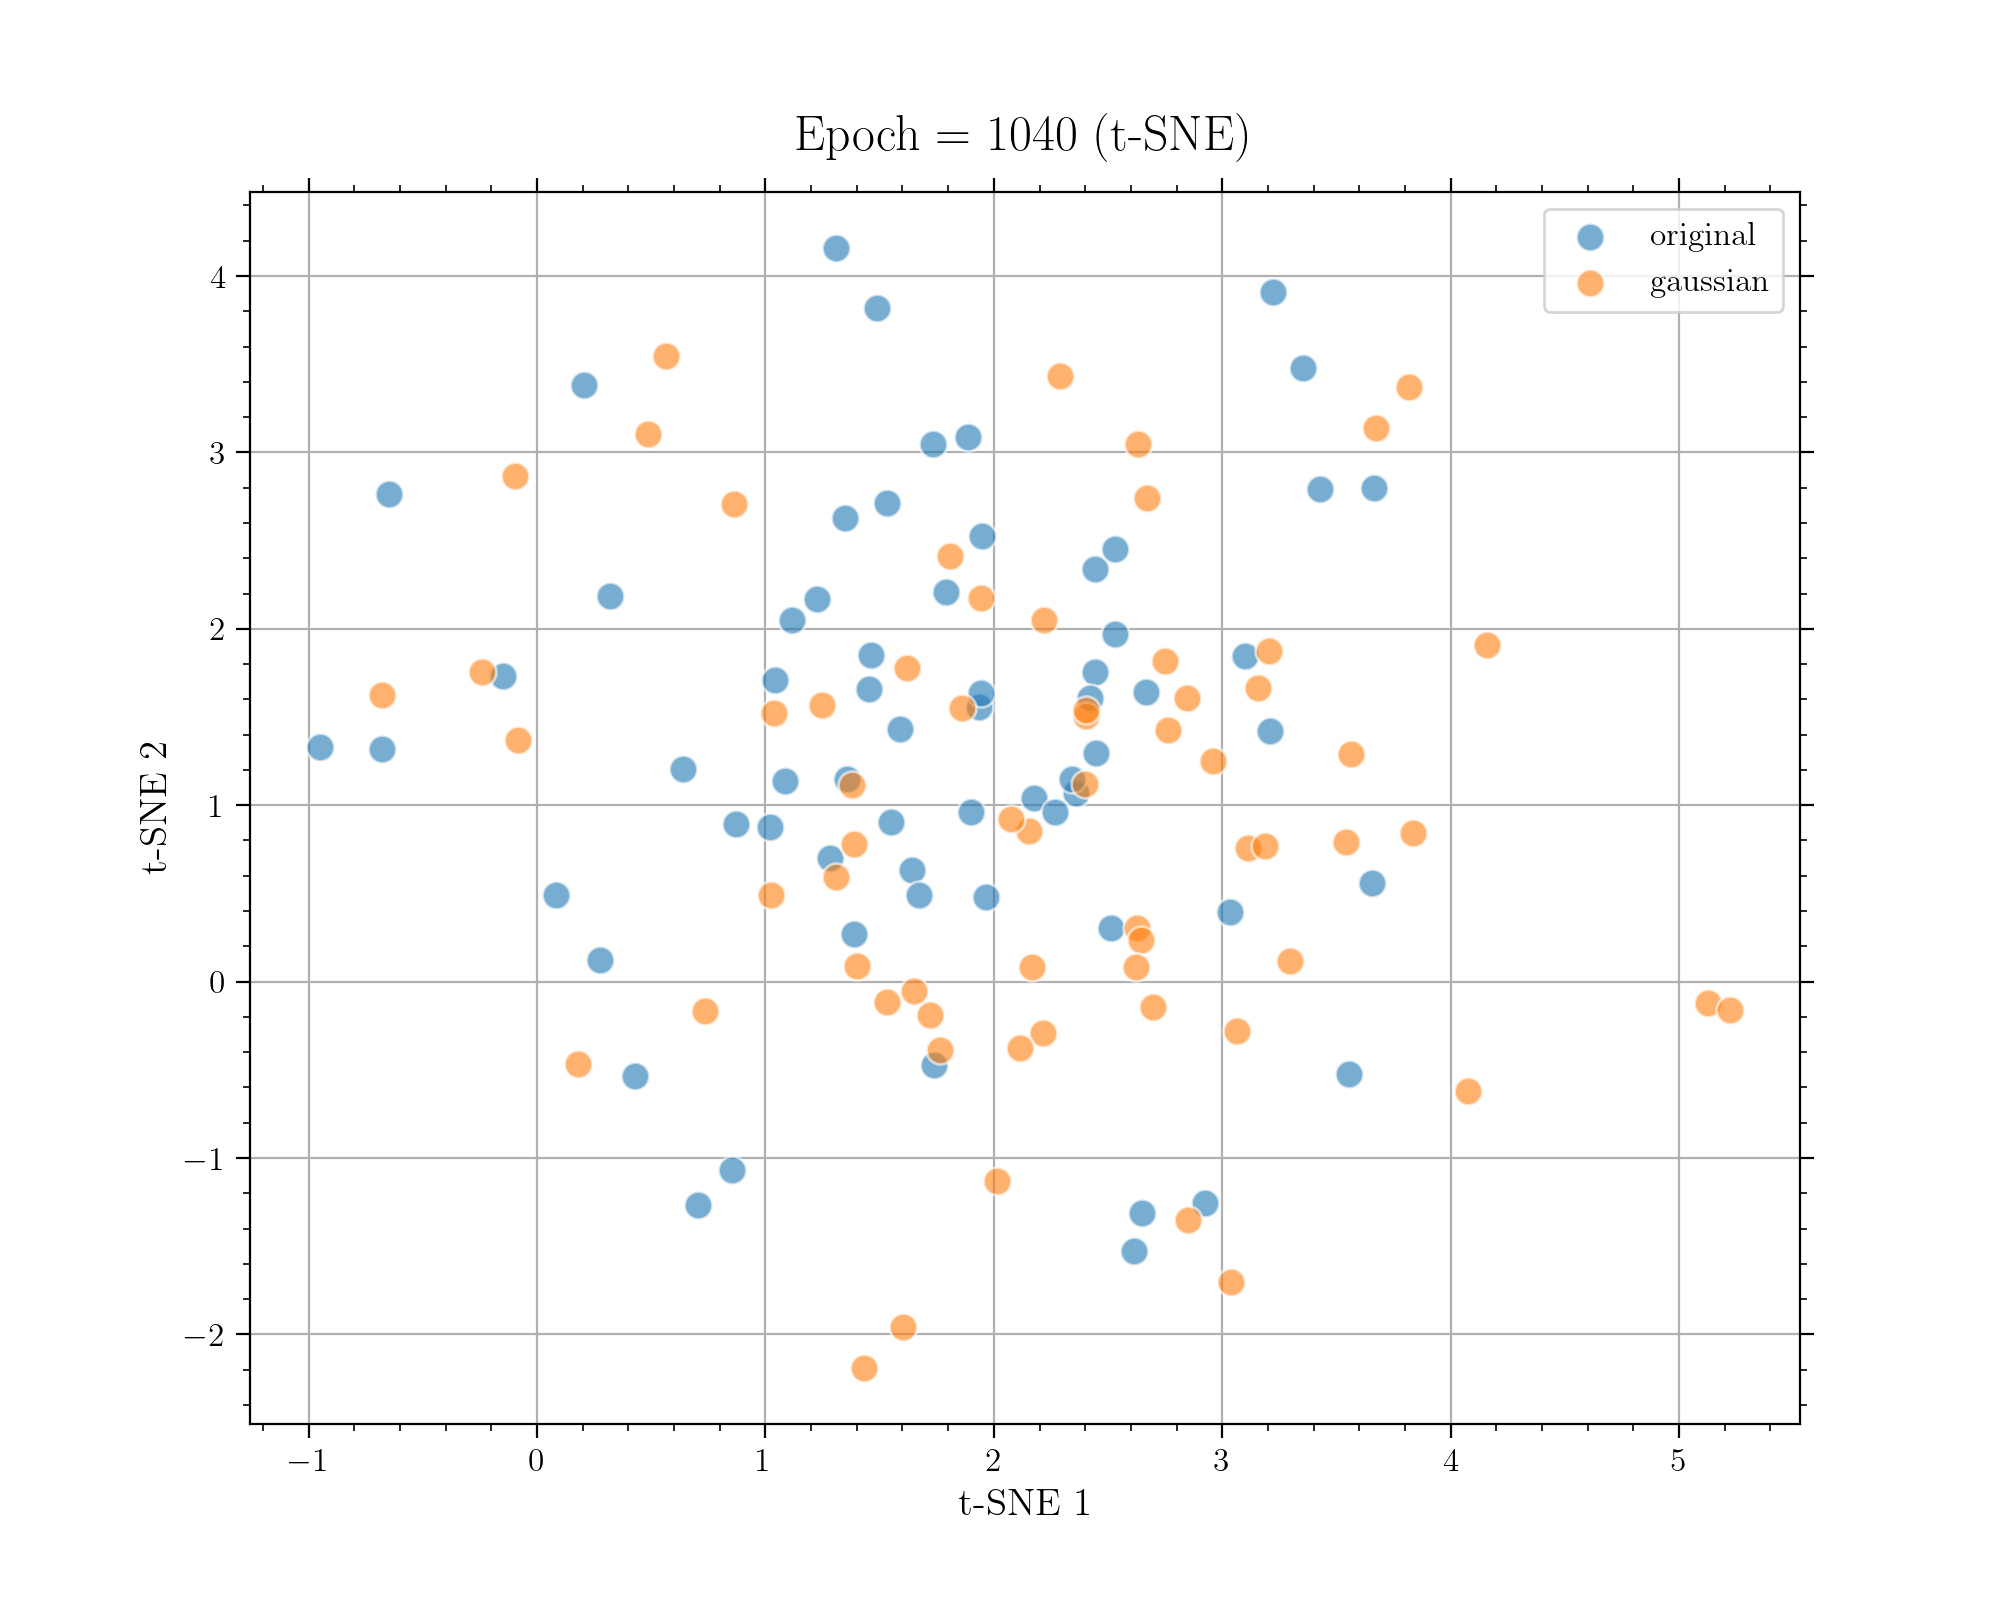 Epoch = 1040 (t-SNE)
original
gaussian
4
3
2
1
0
−1
−2
t-SNE 2
−1 0 1 2 3 4 5
t-SNE 1